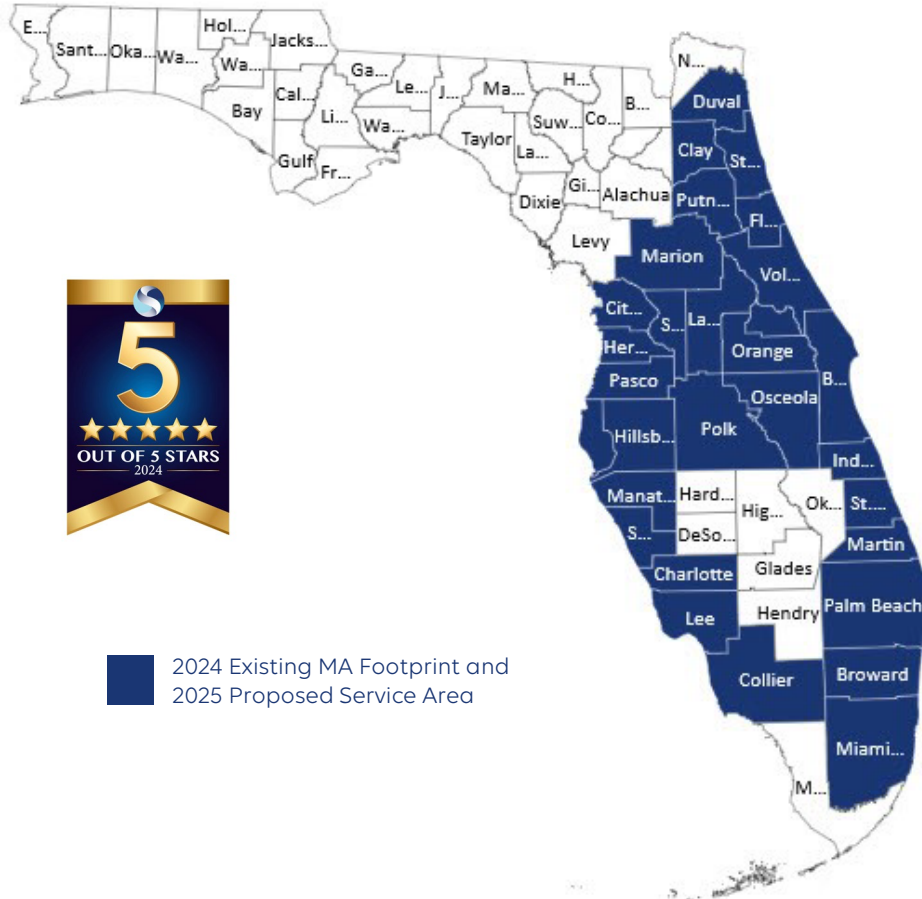 E...
Sant...
Oka...
Wa...
Hol...
Wa...
Jacks...
Bay
Cal...
Gulf
Li...
Fr...
Ga...
Le...
Wa...
J...
Ma...
Taylor
H...
Suw...
La...
Co...
B...
Dixie
Gi...
Alachua
Levy
N...
Duval
Clay
St...
Putn...
Fl...
Marion
Vol...
Cit...
S...
La...
Her...
Orange
Pasco
B...
Osceola
Hillsb...
Polk
Ind...
Manat...
Hard...
Hig...
Ok...
St....
S...
DeSo...
Martin
Charlotte
Glades
Lee
Hendry
Palm Beach
Collier
Broward
Miami...
M...
5
OUT OF 5 STARS
2024
2024 Existing MA Footprint and
2025 Proposed Service Area